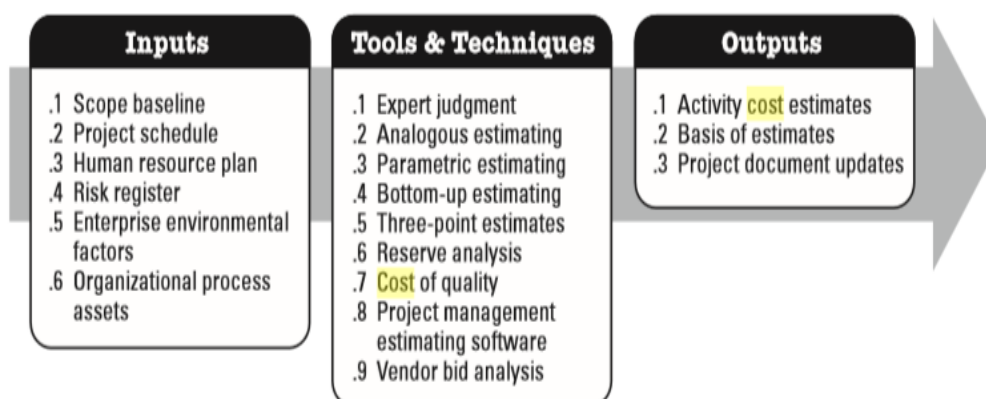 Inputs
.1 Scope baseline
.2 Project schedule
.3 Human resource plan
.4 Risk register
.5 Enterprise environmental
factors
.6 Organizational process
assets
Tools & Techniques
.1 Expert judgment
.2 Analogous estimating
.3 Parametric estimating
.4 Bottom-up estimating
.5 Three-point estimates
.6 Reserve analysis
.7 Cost of quality
.8 Project management
estimating software
.9 Vendor bid analysis
Outputs
.1 Activity cost estimates
.2 Basis of estimates
.3 Project document updates